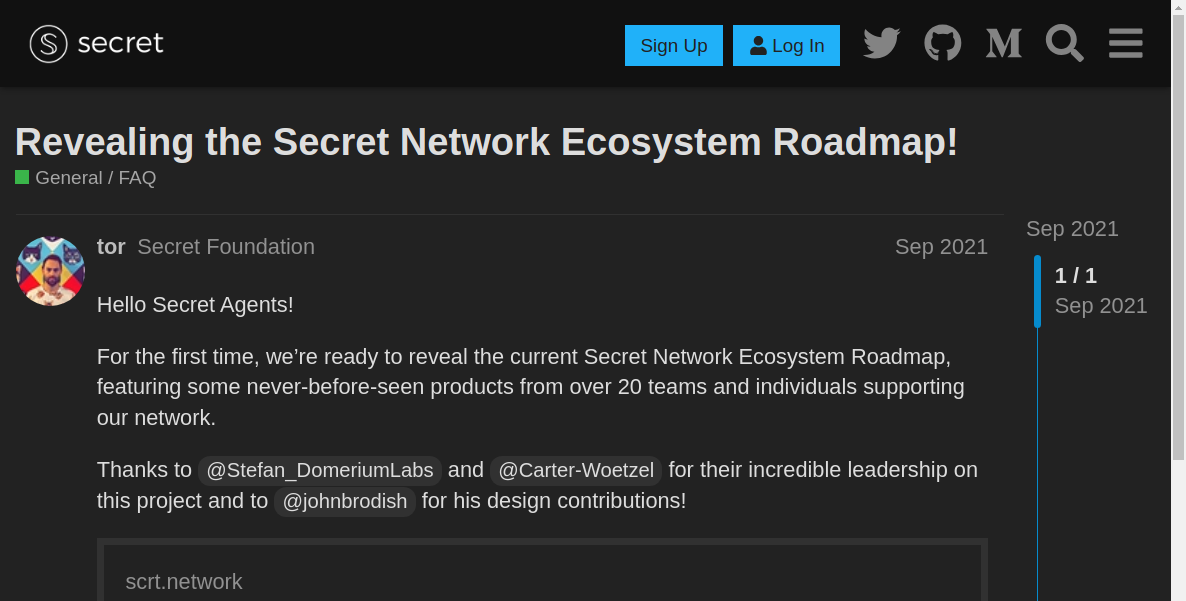 secret
Sign Up
Log In
Revealing the Secret Network Ecosystem Roadmap!
General / FAQ
tor Secret Foundation Sep 2021
Hello Secret Agents!
For the first time, we’re ready to reveal the current Secret Network Ecosystem Roadmap,
featuring some never-before-seen products from over 20 teams and individuals supporting
our network.
Thanks to @Stefan_DomeriumLabs and @Carter-Woetzel for their incredible leadership on
this project and to @johnbrodish for his design contributions!
scrt.network
Sep 2021
1 / 1
Sep 2021